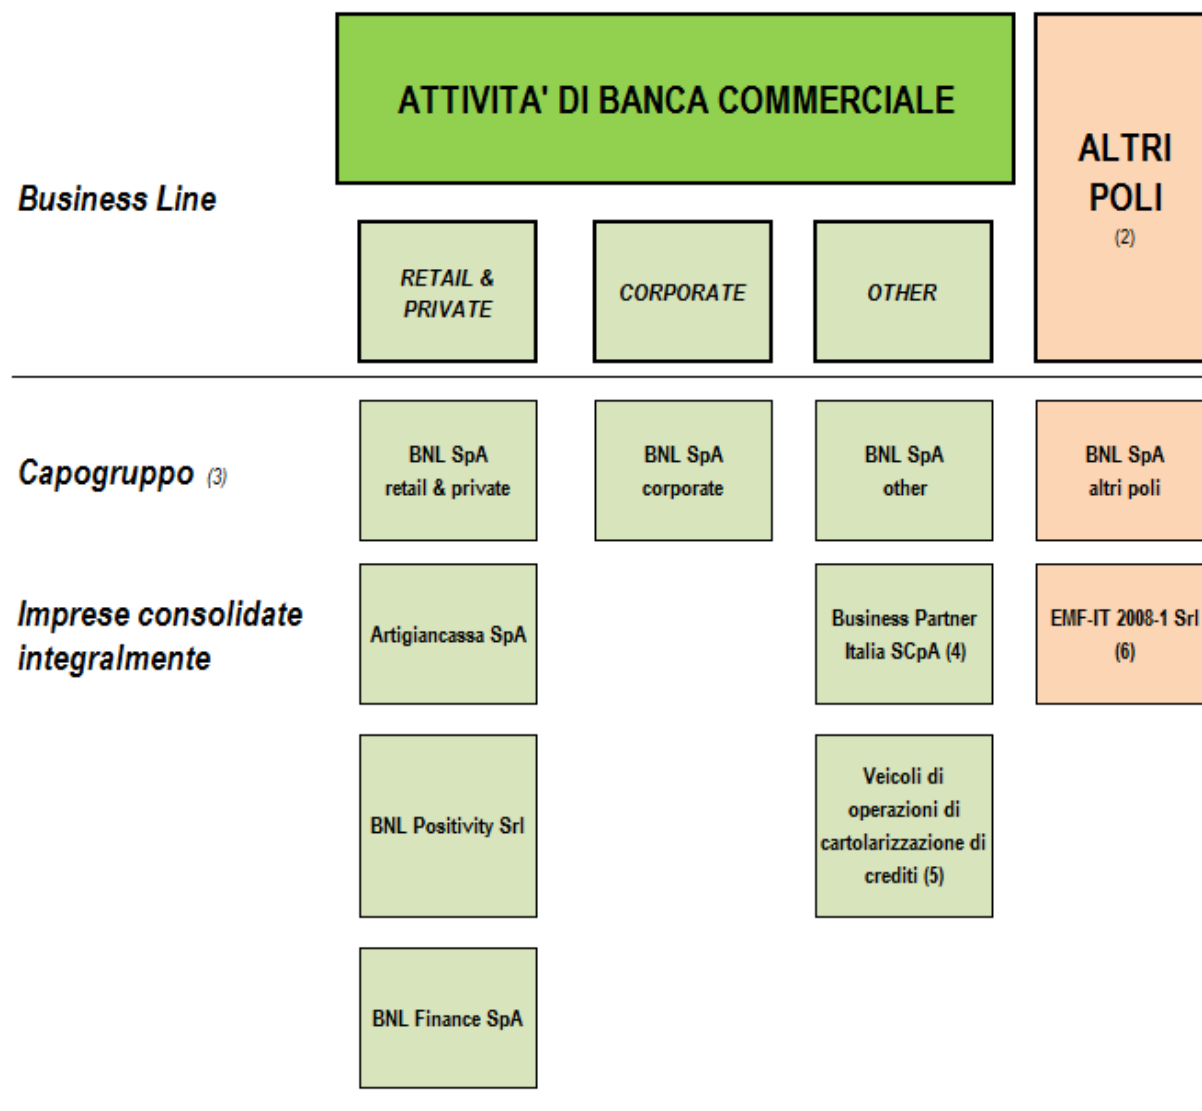 ATTIVITA' DI BANCA COMMERCIALE
ALTRI
POLI
(2)
Business Line
RETAIL &
PRIVATE
CORPORATE
OTHER
Capogruppo (3)
BNL SpA
retail & private
BNL SpA
corporate
BNL SpA
other
BNL SpA
altri poli
Imprese consolidate
integralmente
Artigiancassa SpA
Business Partner
Italia SCpA (4)
EMF-IT 2008-1 Srl
(6)
BNL Positivity Srl
Veicoli di
operazioni di
cartolarizzazione di
crediti (5)
BNL Finance SpA